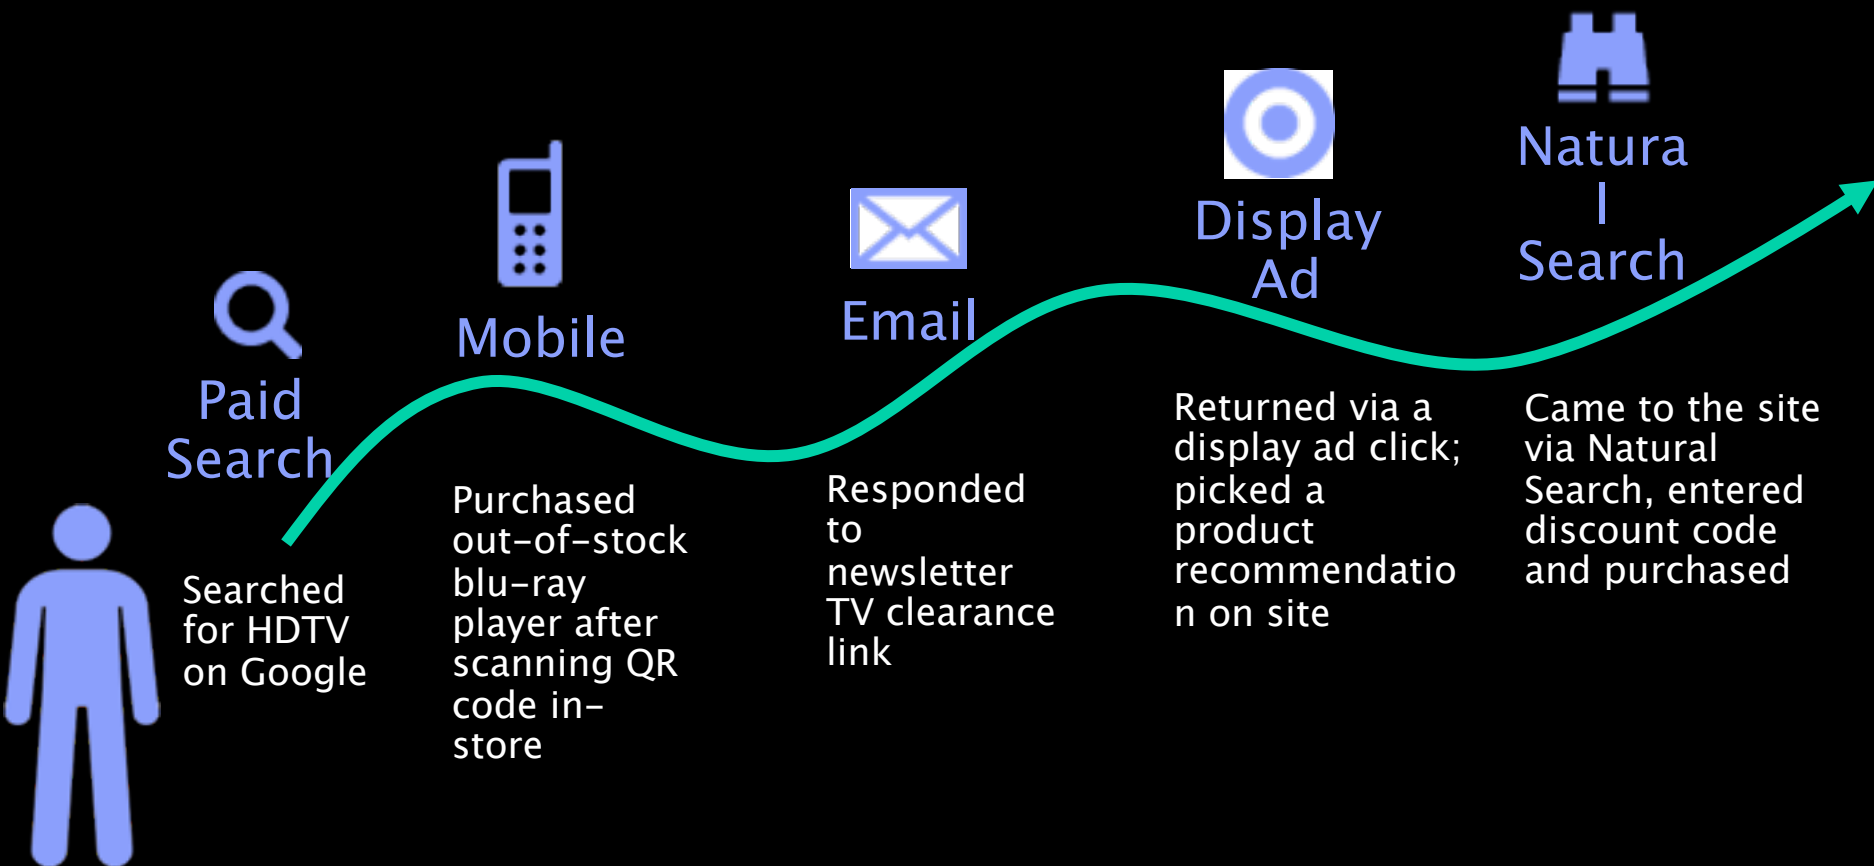 Paid
Search
Searched
for HDTV
on Google
Mobile
Purchased
out-of-stock
blu-ray
player after
scanning QR
code in-
store
Email
Responded
to
newsletter
TV clearance
link
Display
Ad
Returned via a
display ad click;
picked a
product
recommendatio
n on site
Natura
l
Search
Came to the site
via Natural
Search, entered
discount code
and purchased